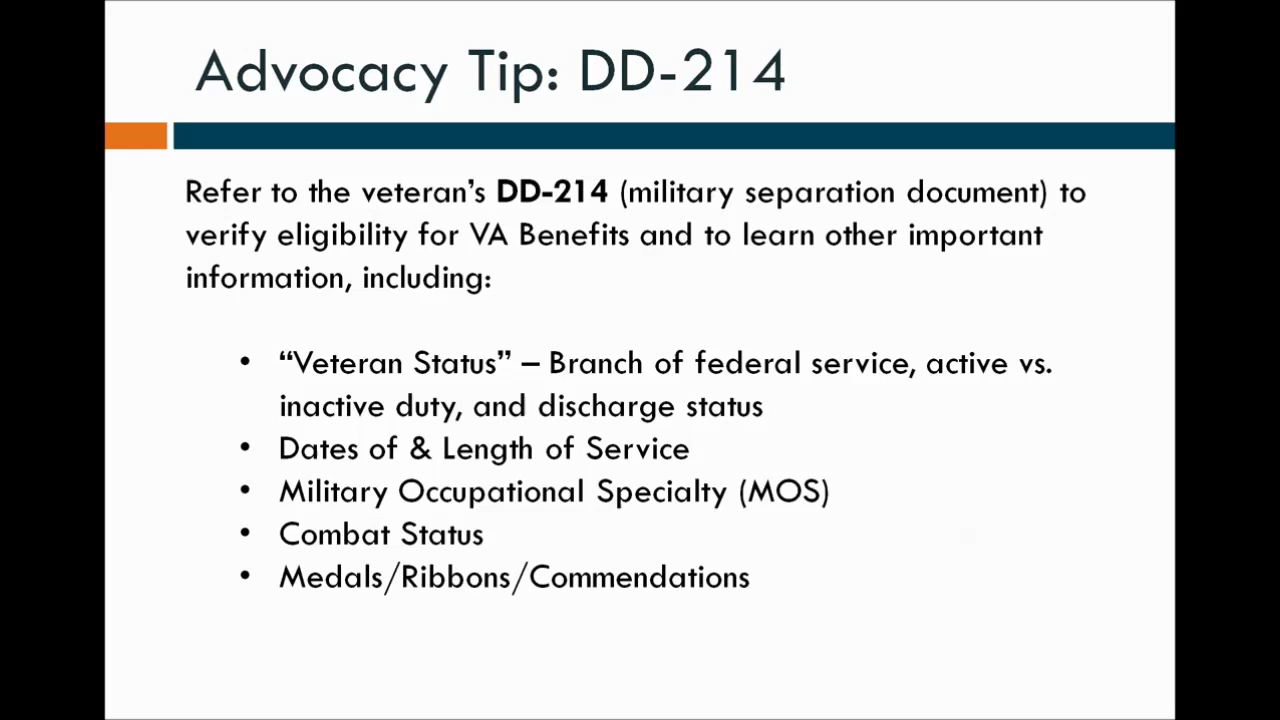 Advocacy Tip: DD-214
Refer to the veteran’s DD-214 (military separation document) to
verify eligibility for VA Benefits and to learn other important
information, including:
• “Veteran Status” – Branch of federal service, active vs.
inactive duty, and discharge status
• Dates of & Length of Service
• Military Occupational Specialty (MOS)
• Combat Status
• Medals/Ribbons/Commendations